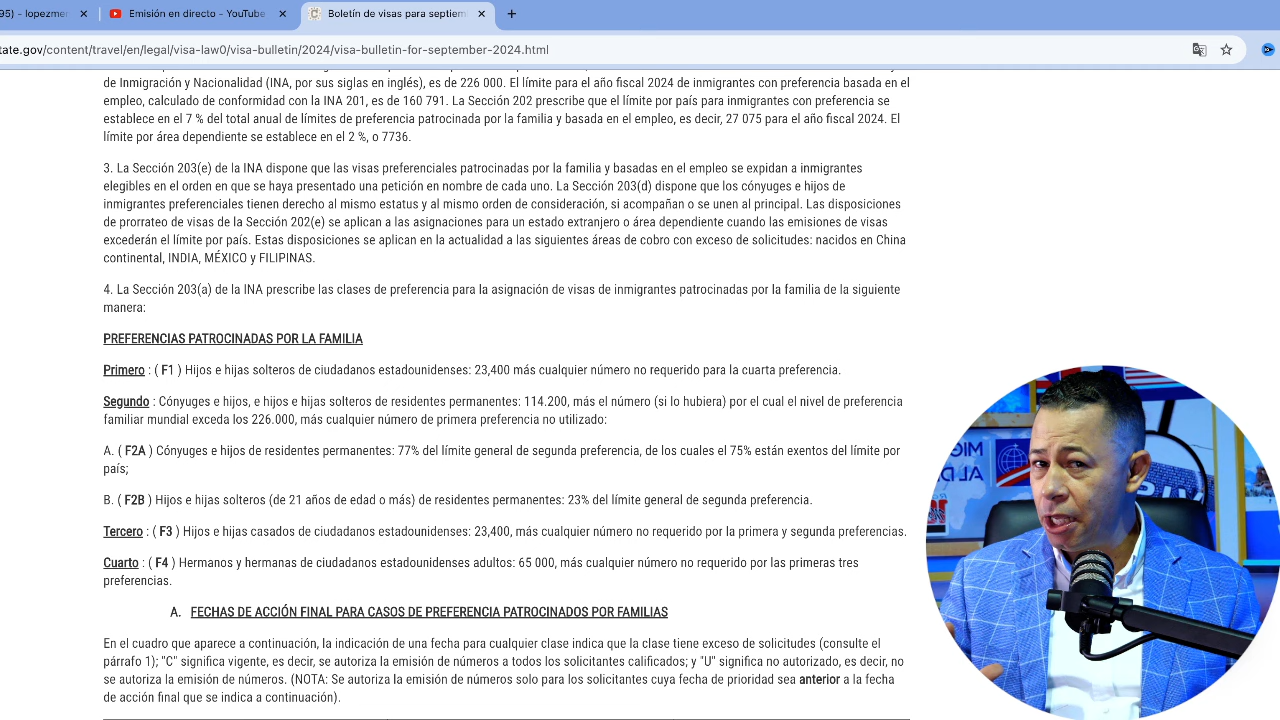 95) - lopezmer
Emisión en directo - YouTube
Boletín de visas para septiem
tate.gov/content/travel/en/legal/visa-law0/visa-bulletin/2024/visa-bulletin-for-september-2024.html
de Inmigración y Nacionalidad (INA, por sus siglas en inglés), es de 226,000. El límite para el año fiscal 2024 de inmigrantes con preferencia basada en el
empleo, calculado de conformidad con la INA 201, es de 160 791. La Sección 202 prescribe que el límite por país para inmigrantes con preferencia se
establece en el 7 % del total anual de límites de preferencia patrocinada por la familia y basada en el empleo, es decir, 27 075 para el año fiscal 2024. El
límite por área dependiente se establece en el 2 %, o 7736.
3. La Sección 203(e) de la INA dispone que las visas preferenciales patrocinadas por la familia y basadas en el empleo se expidan a inmigrantes
elegibles en el orden en que se haya presentado una petición en nombre de cada uno. La Sección 203(d) dispone que los cónyuges e hijos de
inmigrantes preferenciales tienen derecho al mismo estatus y al mismo orden de consideración, si acompañan o se unen al principal. Las disposiciones
de prorrateo de visas de la Sección 202(e) se aplican a las asignaciones para un estado extranjero o área dependiente cuando las emisiones de visas
excederían el límite por país. Estas disposiciones se aplican en la actualidad a las siguientes áreas de cobro con exceso de solicitudes: nacidos en China
continental, INDIA, MÉXICO y FILIPINAS.
4. La Sección 203(a) de la INA prescribe las clases de preferencia para la asignación de visas de inmigrantes patrocinadas por la familia de la siguiente
manera:
PREFERENCIAS PATROCINADAS POR LA FAMILIA
Primero : ( F1 ) Hijos e hijas solteros de ciudadanos estadounidenses: 23,400 más cualquier número no requerido para la cuarta preferencia.
Segundo : Cónyuges e hijos, e hijos e hijas solteros de residentes permanentes: 114.200, más el número (si lo hubiera) por el cual el nivel de preferencia
familiar mundial exceda los 226.000, más cualquier número de primera preferencia no utilizado:
A. ( F2A ) Cónyuges e hijos de residentes permanentes: 77% del límite general de segunda preferencia, de los cuales el 75% están exentos del límite por
país;
B. ( F2B ) Hijos e hijas solteros (de 21 años de edad o más) de residentes permanentes: 23% del límite general de segunda preferencia.
Tercero : ( F3 ) Hijos e hijas casados de ciudadanos estadounidenses: 23,400, más cualquier número no requerido por la primera y segunda preferencias.
Cuarto : ( F4 ) Hermanos y hermanas de ciudadanos estadounidenses adultos: 65,000, más cualquier número no requerido por las primeras tres
preferencias.
A. FECHAS DE ACCIÓN FINAL PARA CASOS DE PREFERENCIA PATROCINADOS POR FAMILIAS
En el cuadro que figura a continuación, la indicación de una fecha para cualquier clase indica que la clase tiene exceso de solicitudes (consulte el
párrafo 1); "C" significa vigente, es decir, se autoriza la emisión de números a todos los solicitantes calificados; y "U" significa no autorizado, es decir, no
se autoriza la emisión de números. (NOTA: Se autoriza la emisión de números solo para los solicitantes cuya fecha de prioridad sea anterior a la fecha
de acción final que se indica a continuación.)